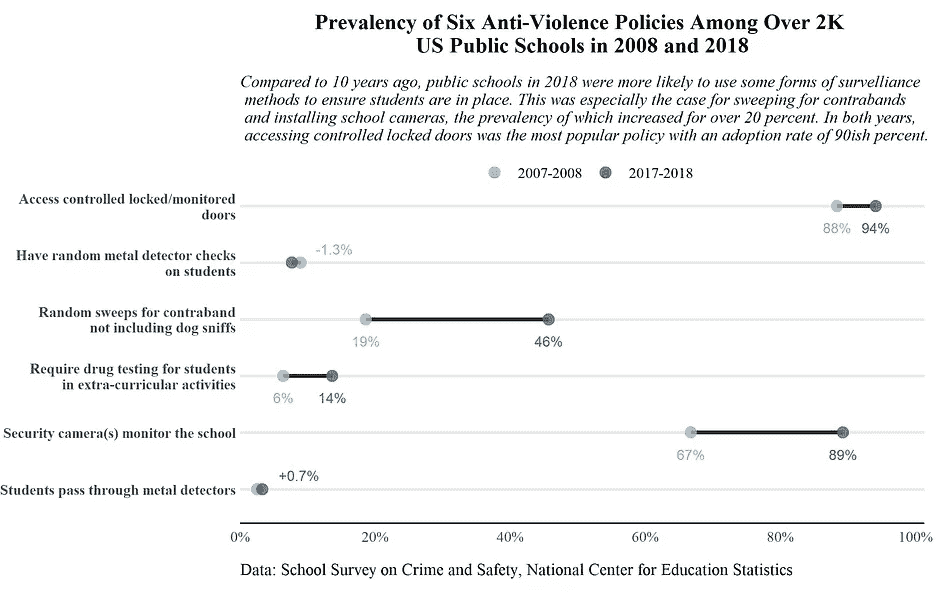 Prevalency of Six Anti-Violence Policies Among Over 2K
US Public Schools in 2008 and 2018
Compared to 10 years ago, public schools in 2018 were more likely to use some forms of survelliance
methods to ensure students are in place. This was especially the case for sweeping for contrabands
and installing school cameras, the prevalency of which increased for over 20 percent. In both years,
accessing controlled locked doors was the most popular policy with an adoption rate of 90ish percent.
2007-2008 2017-2018
Access controlled locked/monitored
doors
88% 94%
Have random metal detector checks
on students
-1.3%
Random sweeps for contraband
not including dog sniffs
19% 46%
Require drug testing for students
in extra-curricular activities
6% 14%
Security camera(s) monitor the school
67% 89%
Students pass through metal detectors
+0.7%
0% 20% 40% 60% 80% 100%
Data: School Survey on Crime and Safety, National Center for Education Statistics